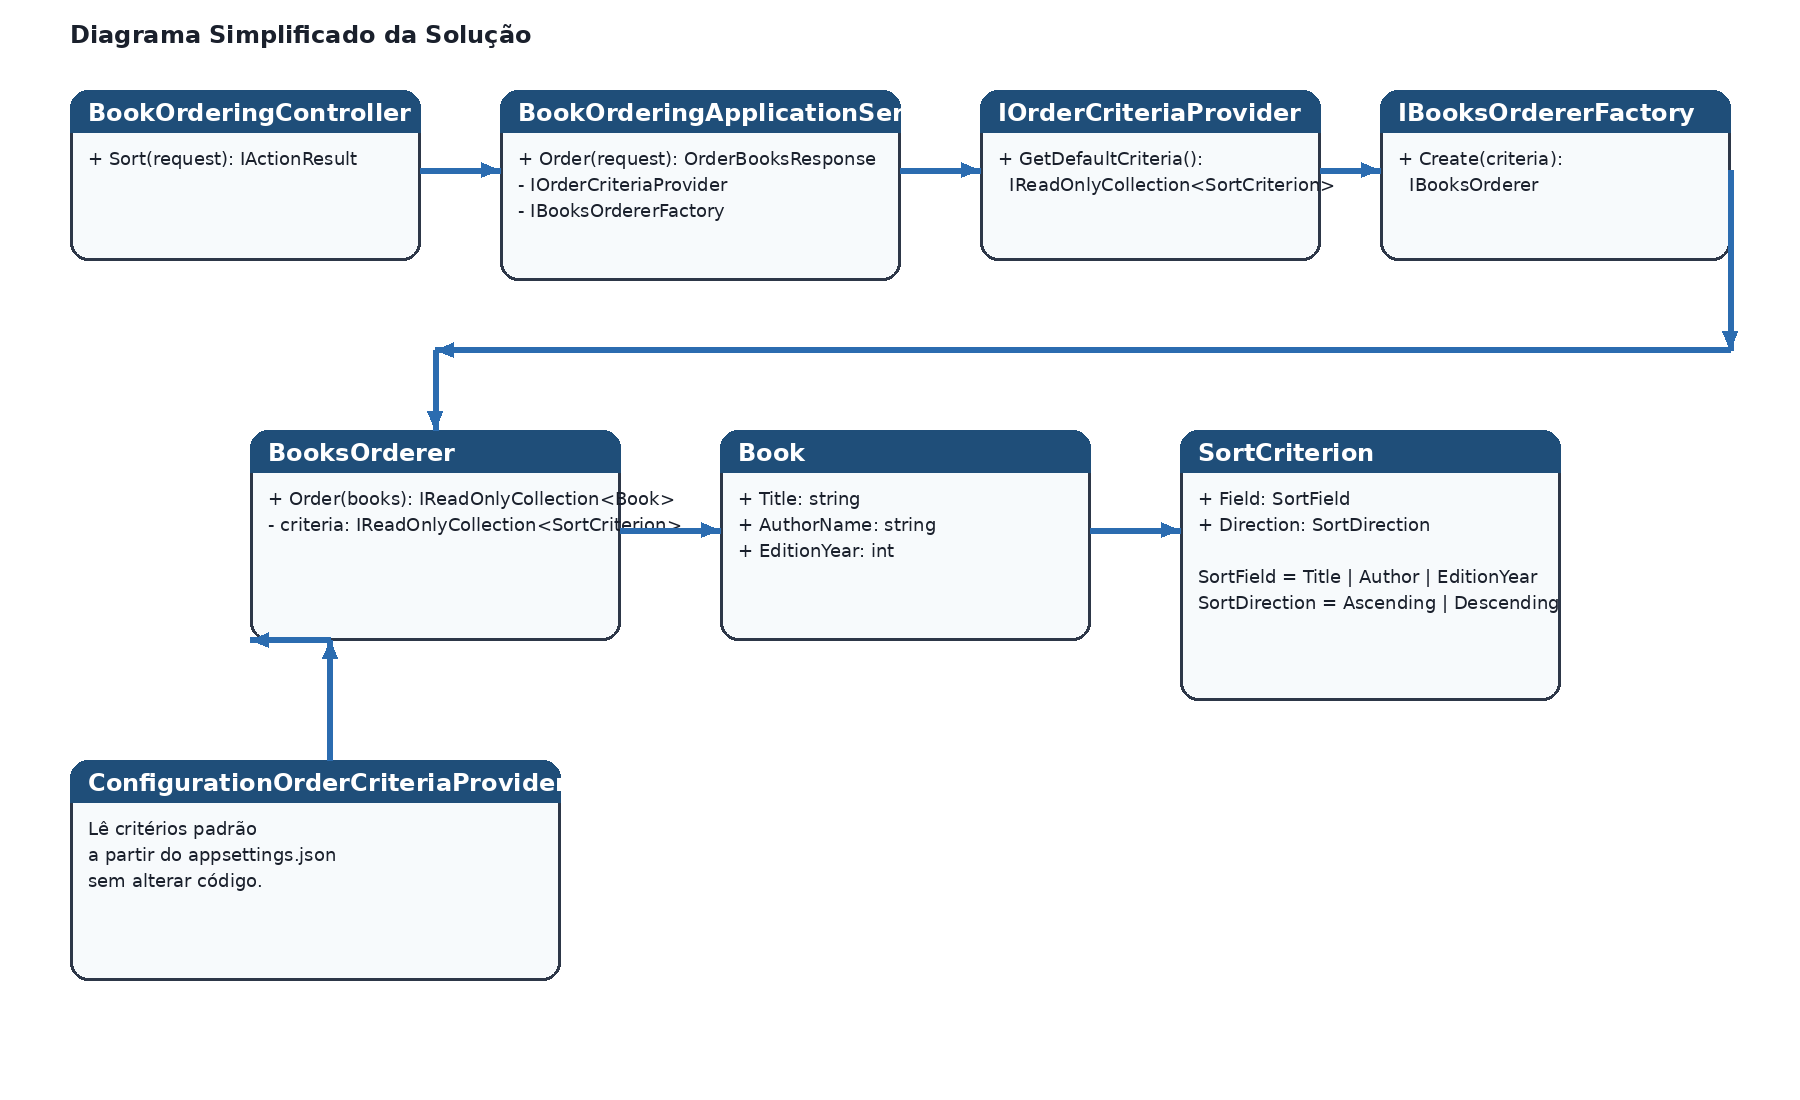 Diagrama Simplificado da Solução
BookOrderingController
+ Sort(request): IActionResult
BookOrderingApplicationSer
+ Order(request): OrderBooksResponse
- IOrderCriteriaProvider
- IBooksOrdererFactory
IOrderCriteriaProvider
+ GetDefaultCriteria():
IReadOnlyCollection<SortCriterion>
IBooksOrdererFactory
+ Create(criteria):
IBooksOrderer
BooksOrderer
+ Order(books): IReadOnlyCollection<Book>
- criteria: IReadOnlyCollection<SortCriterion>
Book
+ Title: string
+ AuthorName: string
+ EditionYear: int
SortCriterion
+ Field: SortField
+ Direction: SortDirection
SortField = Title | Author | EditionYear
SortDirection = Ascending | Descending
ConfigurationOrderCriteriaProvider
Lê critérios padrão
a partir do appsettings.json
sem alterar código.